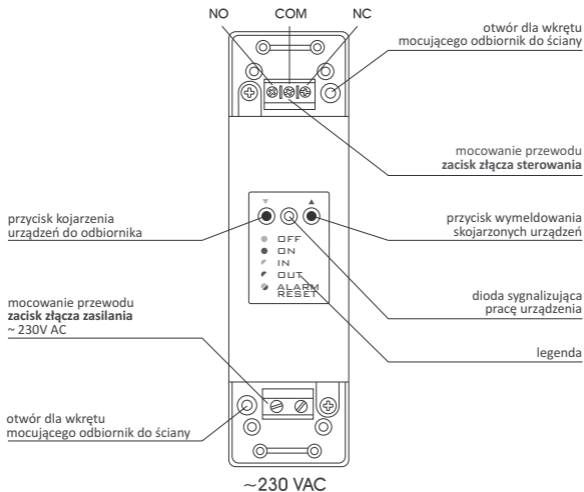 NO COM NC
otwór dla wkrętu
mocującego odbiornik do ściany
mocowanie przewodu
zacisk złącza sterowania
przycisk kojarzenia
urządzeń do odbiornika
przycisk wymeldowania
skojarzonych urządzeń
OFF
ON
IN
OUT
ALARM
RESET
dioda sygnalizująca
pracę urządzenia
mocowanie przewodu
zacisk złącza zasilania
~ 230V AC
legenda
otwór dla wkrętu
mocującego odbiornik do ściany
~230 VAC